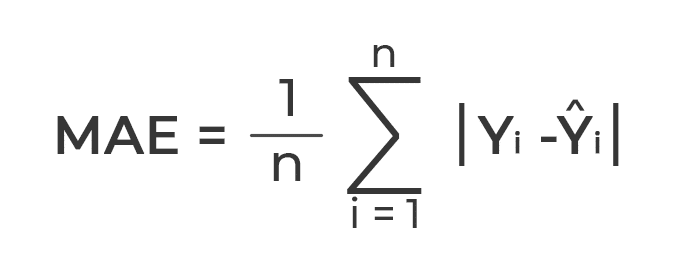 MAE = 1/n ∑ n i = 1 |Yi -Ŷi|